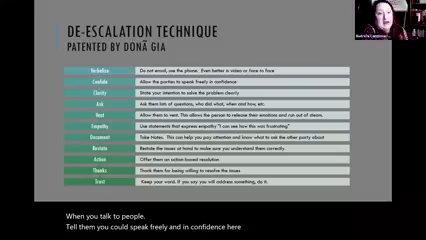 DE-ESCALATION TECHNIQUE
PATENTED BY DONÃ GIA
Verbalize Do not email, use the phone. Even better is video or face to face
Confide Allow the parties to speak freely in confidence
Clarity State your intention to solve the problem clearly
Ask Ask them lots of questions, who did what, when and how, etc.
Vent Allow them to vent. This allows the person to release their emotions and run out of steam.
Empathy Use statements that express empathy "I can see how this was frustrating"
Document Take Notes. This can help you pay attention and know what to ask the other party about
Restate Restate the issues at hand to make sure you understand them correctly.
Action Offer them an action-based resolution
Thanks Thank them for being willing to resolve the issues
Trust Keep your word. If you say you will address something, do it.
When you talk to people.
Tell them you could speak freely and in confidence here